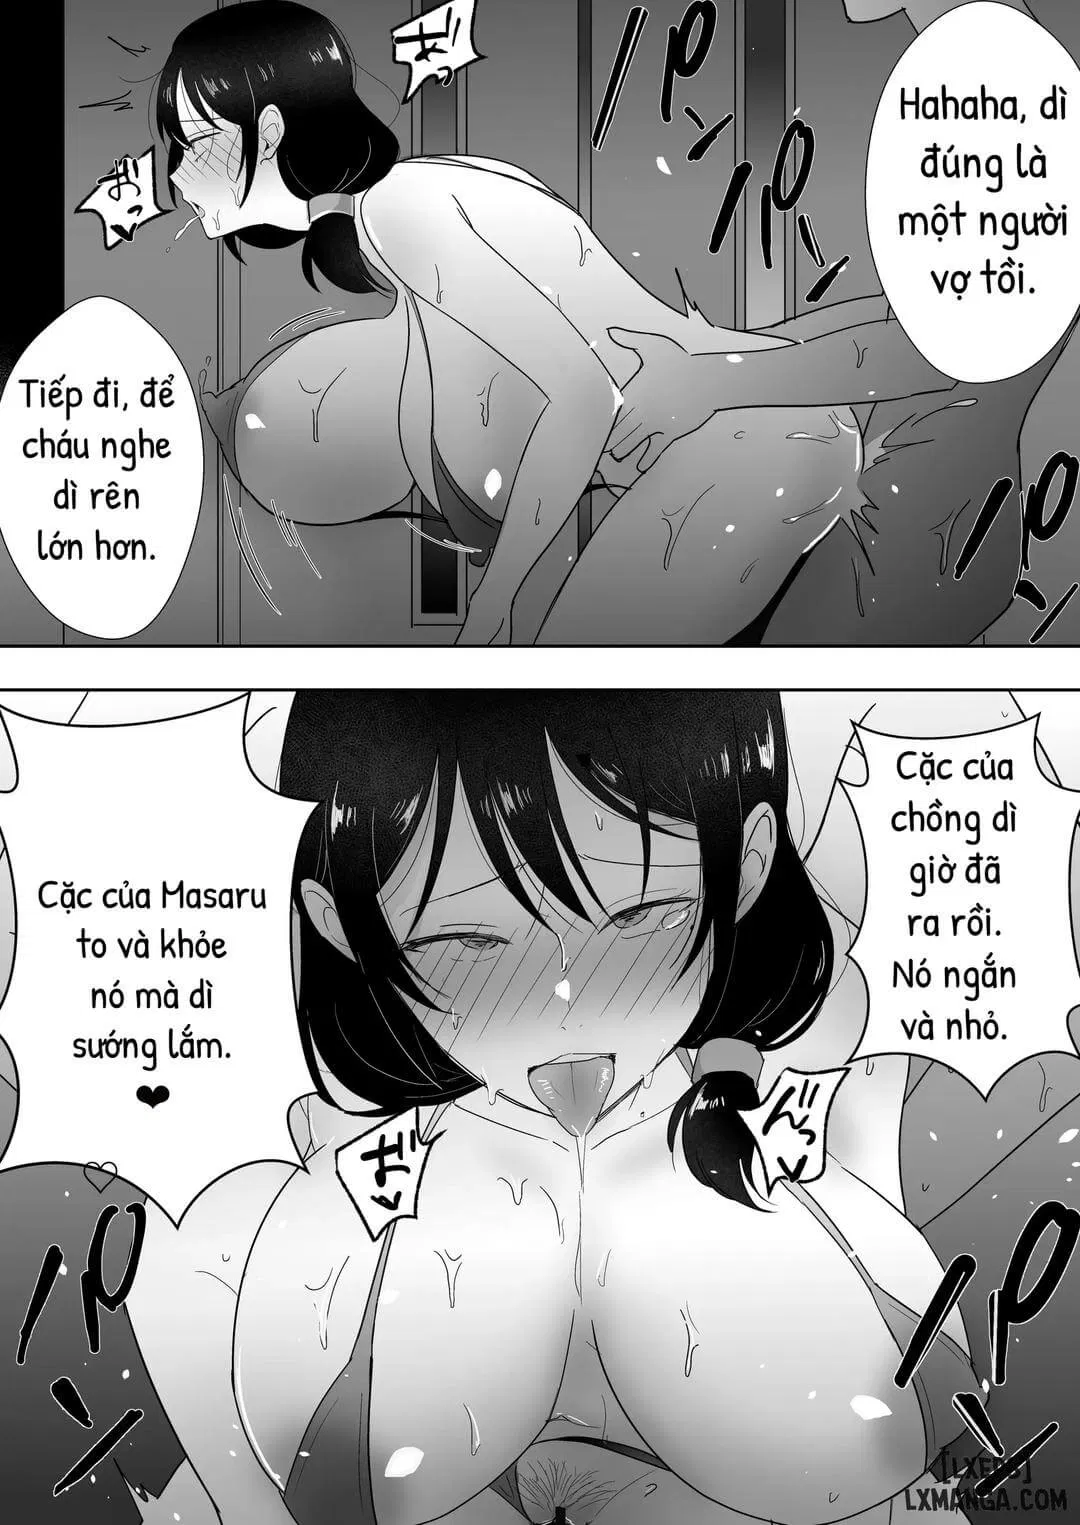 Hahaha, dì
đúng là
một người
vợ tồi.
Tiếp đi, để
cháu nghe
dì rên
lớn hơn.
Cặc của
chồng dì
giờ đã
ra rồi.
Nó ngắn
và nhỏ.
Cặc của Masaru
to và khỏe
nó mà dì
sướng lắm.
❤
[LXERS]
LXMANGA.COM